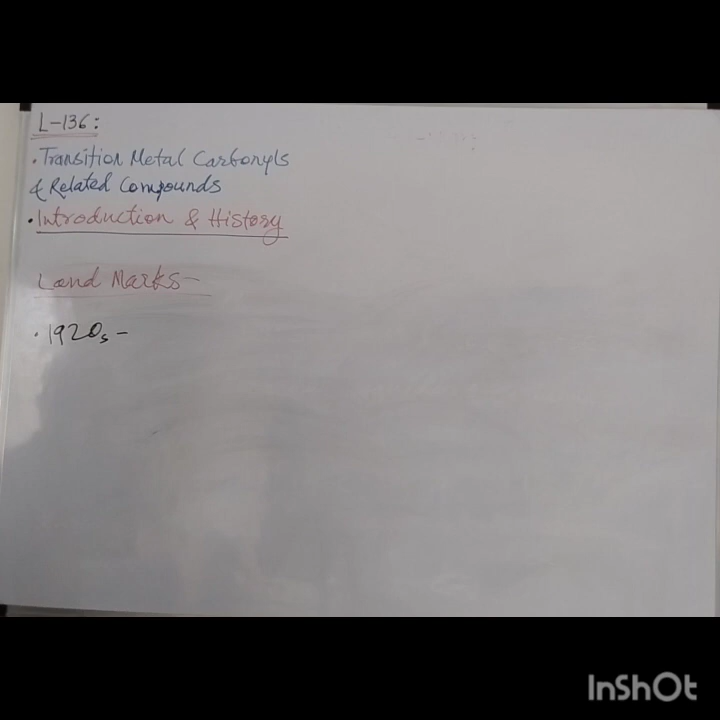 L-136:
• Transition Metal Carbonyls
& Related Compounds
• Introduction & History
Land Marks-
• 1920s -
InShOt